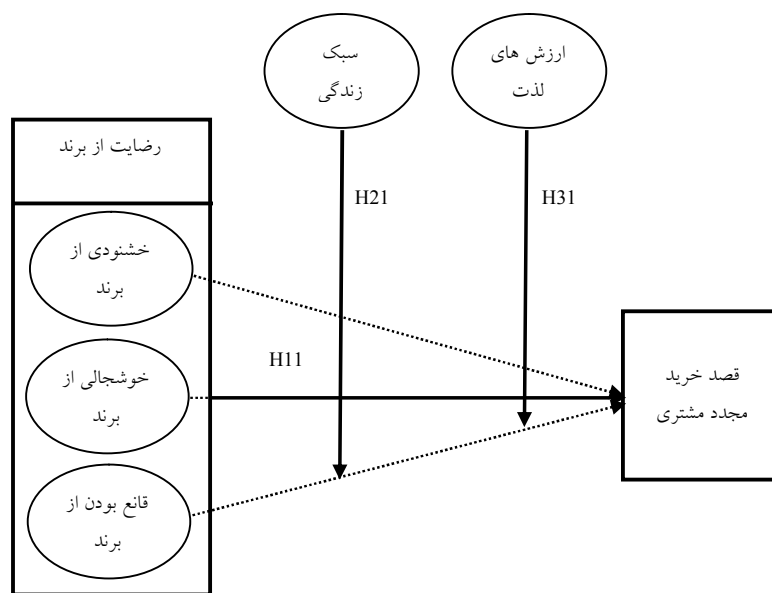 سبک
زندگی
ارزش های
لذت
رضایت از برند
H21
H31
خشنودی از
برند
H11
خوشجالی از
برند
قصد خرید
مجدد مشتری
قانع بودن از
برند